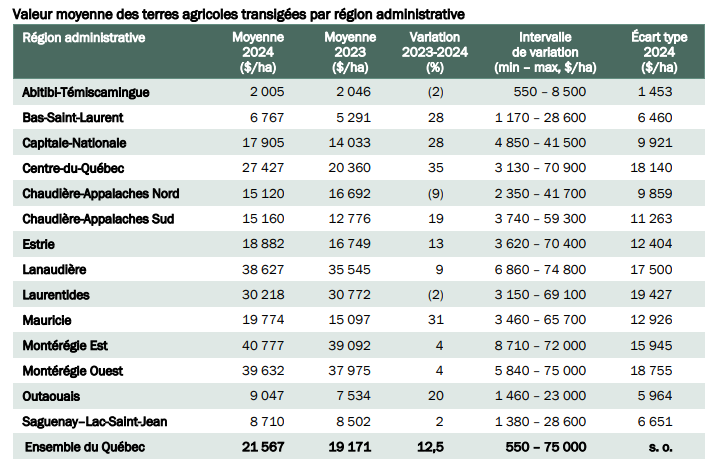 Valeur moyenne des terres agricoles transigées par région administrative
Région administrative Moyenne 2024 ($/ha) Moyenne 2023 ($/ha) Variation 2023-2024 (%) Intervalle de variation (min – max, $/ha) Écart type 2024 ($/ha)
Abitibi-Témiscamingue 2 005 2 046 (2) 550 – 8 500 1 453
Bas-Saint-Laurent 6 767 5 291 28 1 170 – 28 600 6 460
Capitale-Nationale 17 905 14 033 28 4 850 – 41 500 9 921
Centre-du-Québec 27 427 20 360 35 3 130 – 70 900 18 140
Chaudière-Appalaches Nord 15 120 16 692 (9) 2 350 – 41 700 9 859
Chaudière-Appalaches Sud 15 160 12 776 19 3 740 – 59 300 11 263
Estrie 18 882 16 749 13 3 620 – 70 400 12 404
Lanaudière 38 627 35 545 9 6 860 – 74 800 17 500
Laurentides 30 218 30 772 (2) 3 150 – 69 100 19 427
Mauricie 19 774 15 097 31 3 460 – 65 700 12 926
Montérégie Est 40 777 39 092 4 8 710 – 72 000 15 945
Montérégie Ouest 39 632 37 975 4 5 840 – 75 000 18 755
Outaouais 9 047 7 534 20 1 460 – 23 000 5 964
Saguenay–Lac-Saint-Jean 8 710 8 502 2 1 380 – 28 600 6 651
Ensemble du Québec 21 567 19 171 12,5 550 – 75 000 s. o.